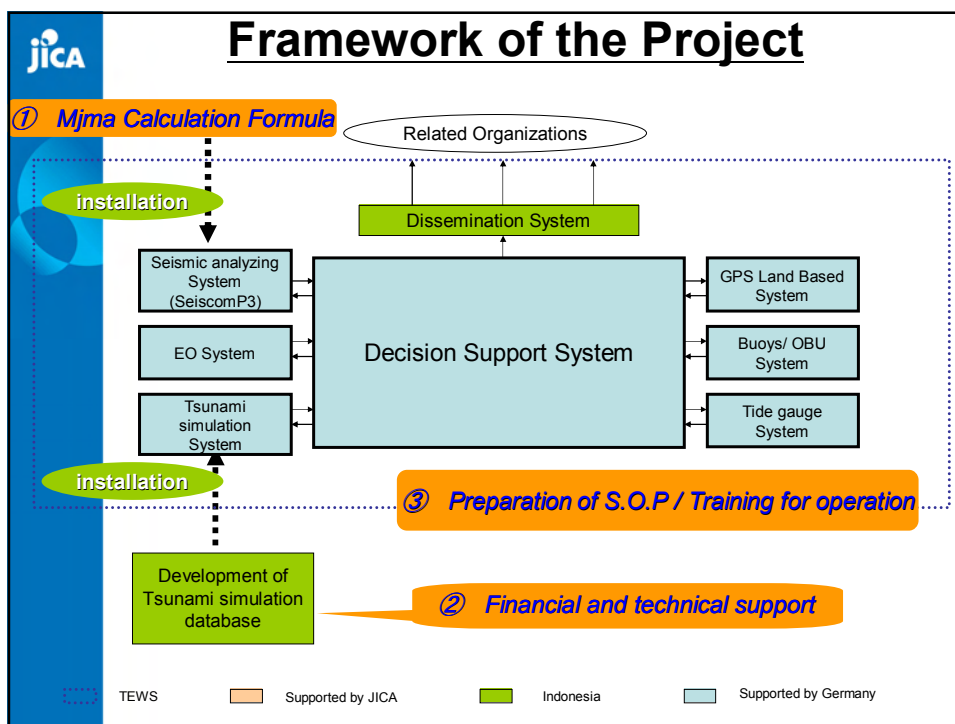 jICA
Framework of the Project
① Mjma Calculation Formula
Related Organizations
installation
Dissemination System
Seismic analyzing
System
(SeiscomP3)
GPS Land Based
System
EO System
Decision Support System
Buoys/ OBU
System
Tsunami
simulation
System
Tide gauge
System
installation
③ Preparation of S.O.P / Training for operation
Development of
Tsunami simulation
database
② Financial and technical support
TEWS
Supported by JICA
Indonesia
Supported by Germany